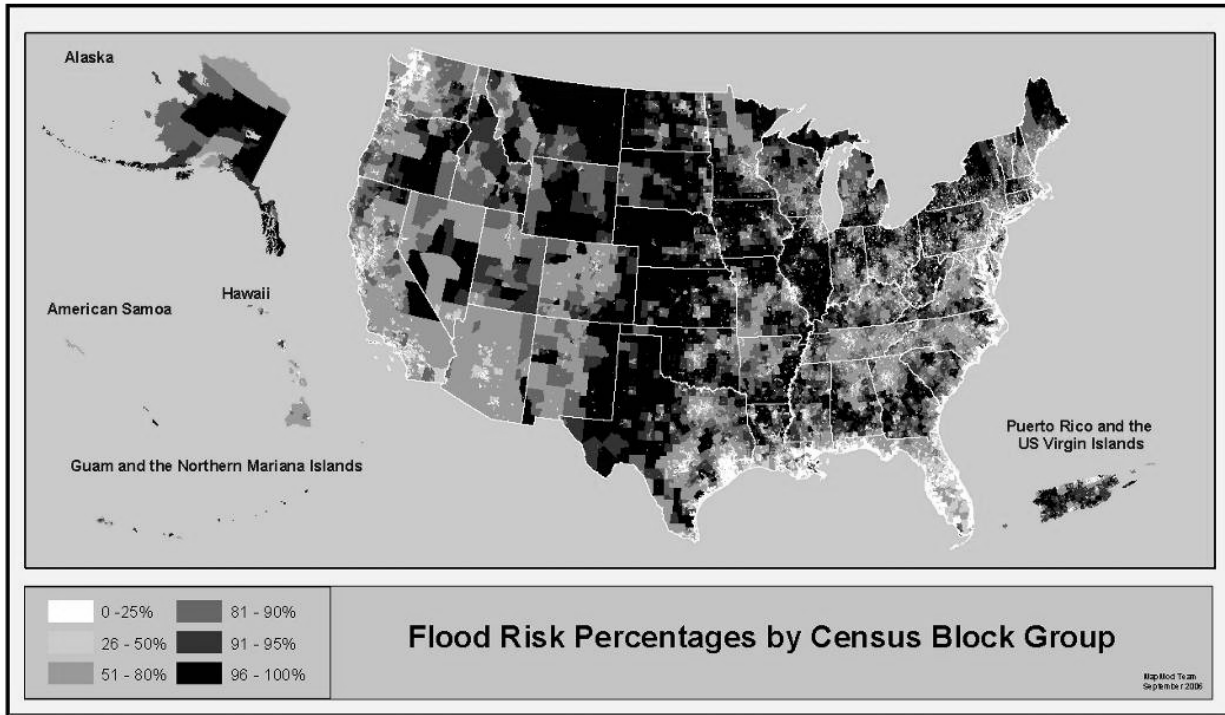 Alaska
American Samoa
Hawaii
Guam and the Northern Mariana Islands
Puerto Rico and the
US Virgin Islands
0 -25%
26 - 50%
51 - 80%
81 - 90%
91 - 95%
96 - 100%
Flood Risk Percentages by Census Block Group
MapMod Team
September 2006